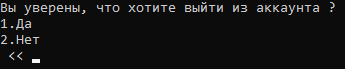 Вы уверены, что хотите выйти из аккаунта ?
1.Да
2.Нет
<< _